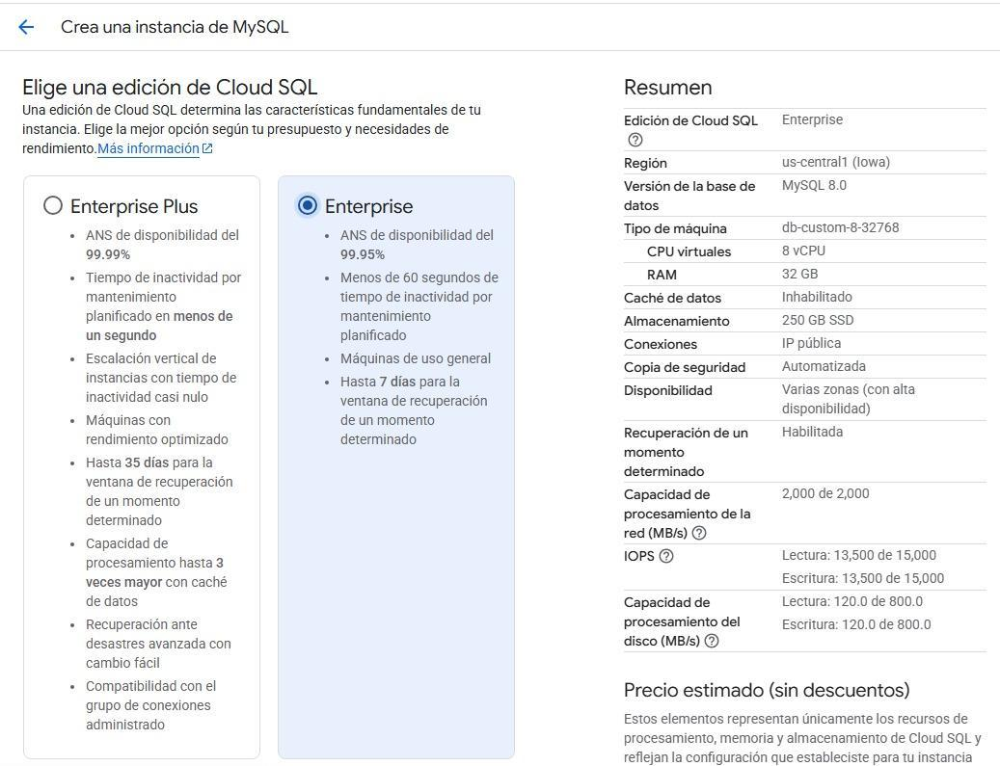 Crea una instancia de MySQL
Elige una edición de Cloud SQL
Una edición de Cloud SQL determina las características fundamentales de tu
instancia. Elige la mejor opción según tu presupuesto y necesidades de
rendimiento.Más información
Enterprise Plus
ANS de disponibilidad del
99.99%
Tiempo de inactividad por
mantenimiento
planificado en menos de
un segundo
Escalación vertical de
instancias con tiempo de
inactividad casi nulo
Máquinas con
rendimiento optimizado
Hasta 35 días para la
ventana de recuperación
de un momento
determinado
Capacidad de
procesamiento hasta 3
veces mayor con caché
de datos
Recuperación ante
desastres avanzada con
cambio fácil
Compatibilidad con el
grupo de conexiones
administrado
Enterprise
ANS de disponibilidad del
99.95%
Menos de 60 segundos de
tiempo de inactividad por
mantenimiento
planificado
Máquinas de uso general
Hasta 7 días para la
ventana de recuperación
de un momento
determinado
Resumen
Edición de Cloud SQL Enterprise
Región us-central1 (Iowa)
Versión de la base de MySQL 8.0
datos
Tipo de máquina db-custom-8-32768
CPU virtuales 8 vCPU
RAM 32 GB
Caché de datos Inhabilitado
Almacenamiento 250 GB SSD
Conexiones IP pública
Copia de seguridad Automatizada
Disponibilidad Varias zonas (con alta
disponibilidad)
Recuperación de un Habilitada
momento
determinado
Capacidad de 2,000 de 2,000
procesamiento de la
red (MB/s)
IOPS Lectura: 13,500 de 15,000
Escritura: 13,500 de 15,000
Capacidad de Lectura: 120.0 de 800.0
procesamiento del Escritura: 120.0 de 800.0
disco (MB/s)
Precio estimado (sin descuentos)
Estos elementos representan únicamente los recursos de
procesamiento, memoria y almacenamiento de Cloud SQL y
reflejan la configuración que estableciste para tu instancia